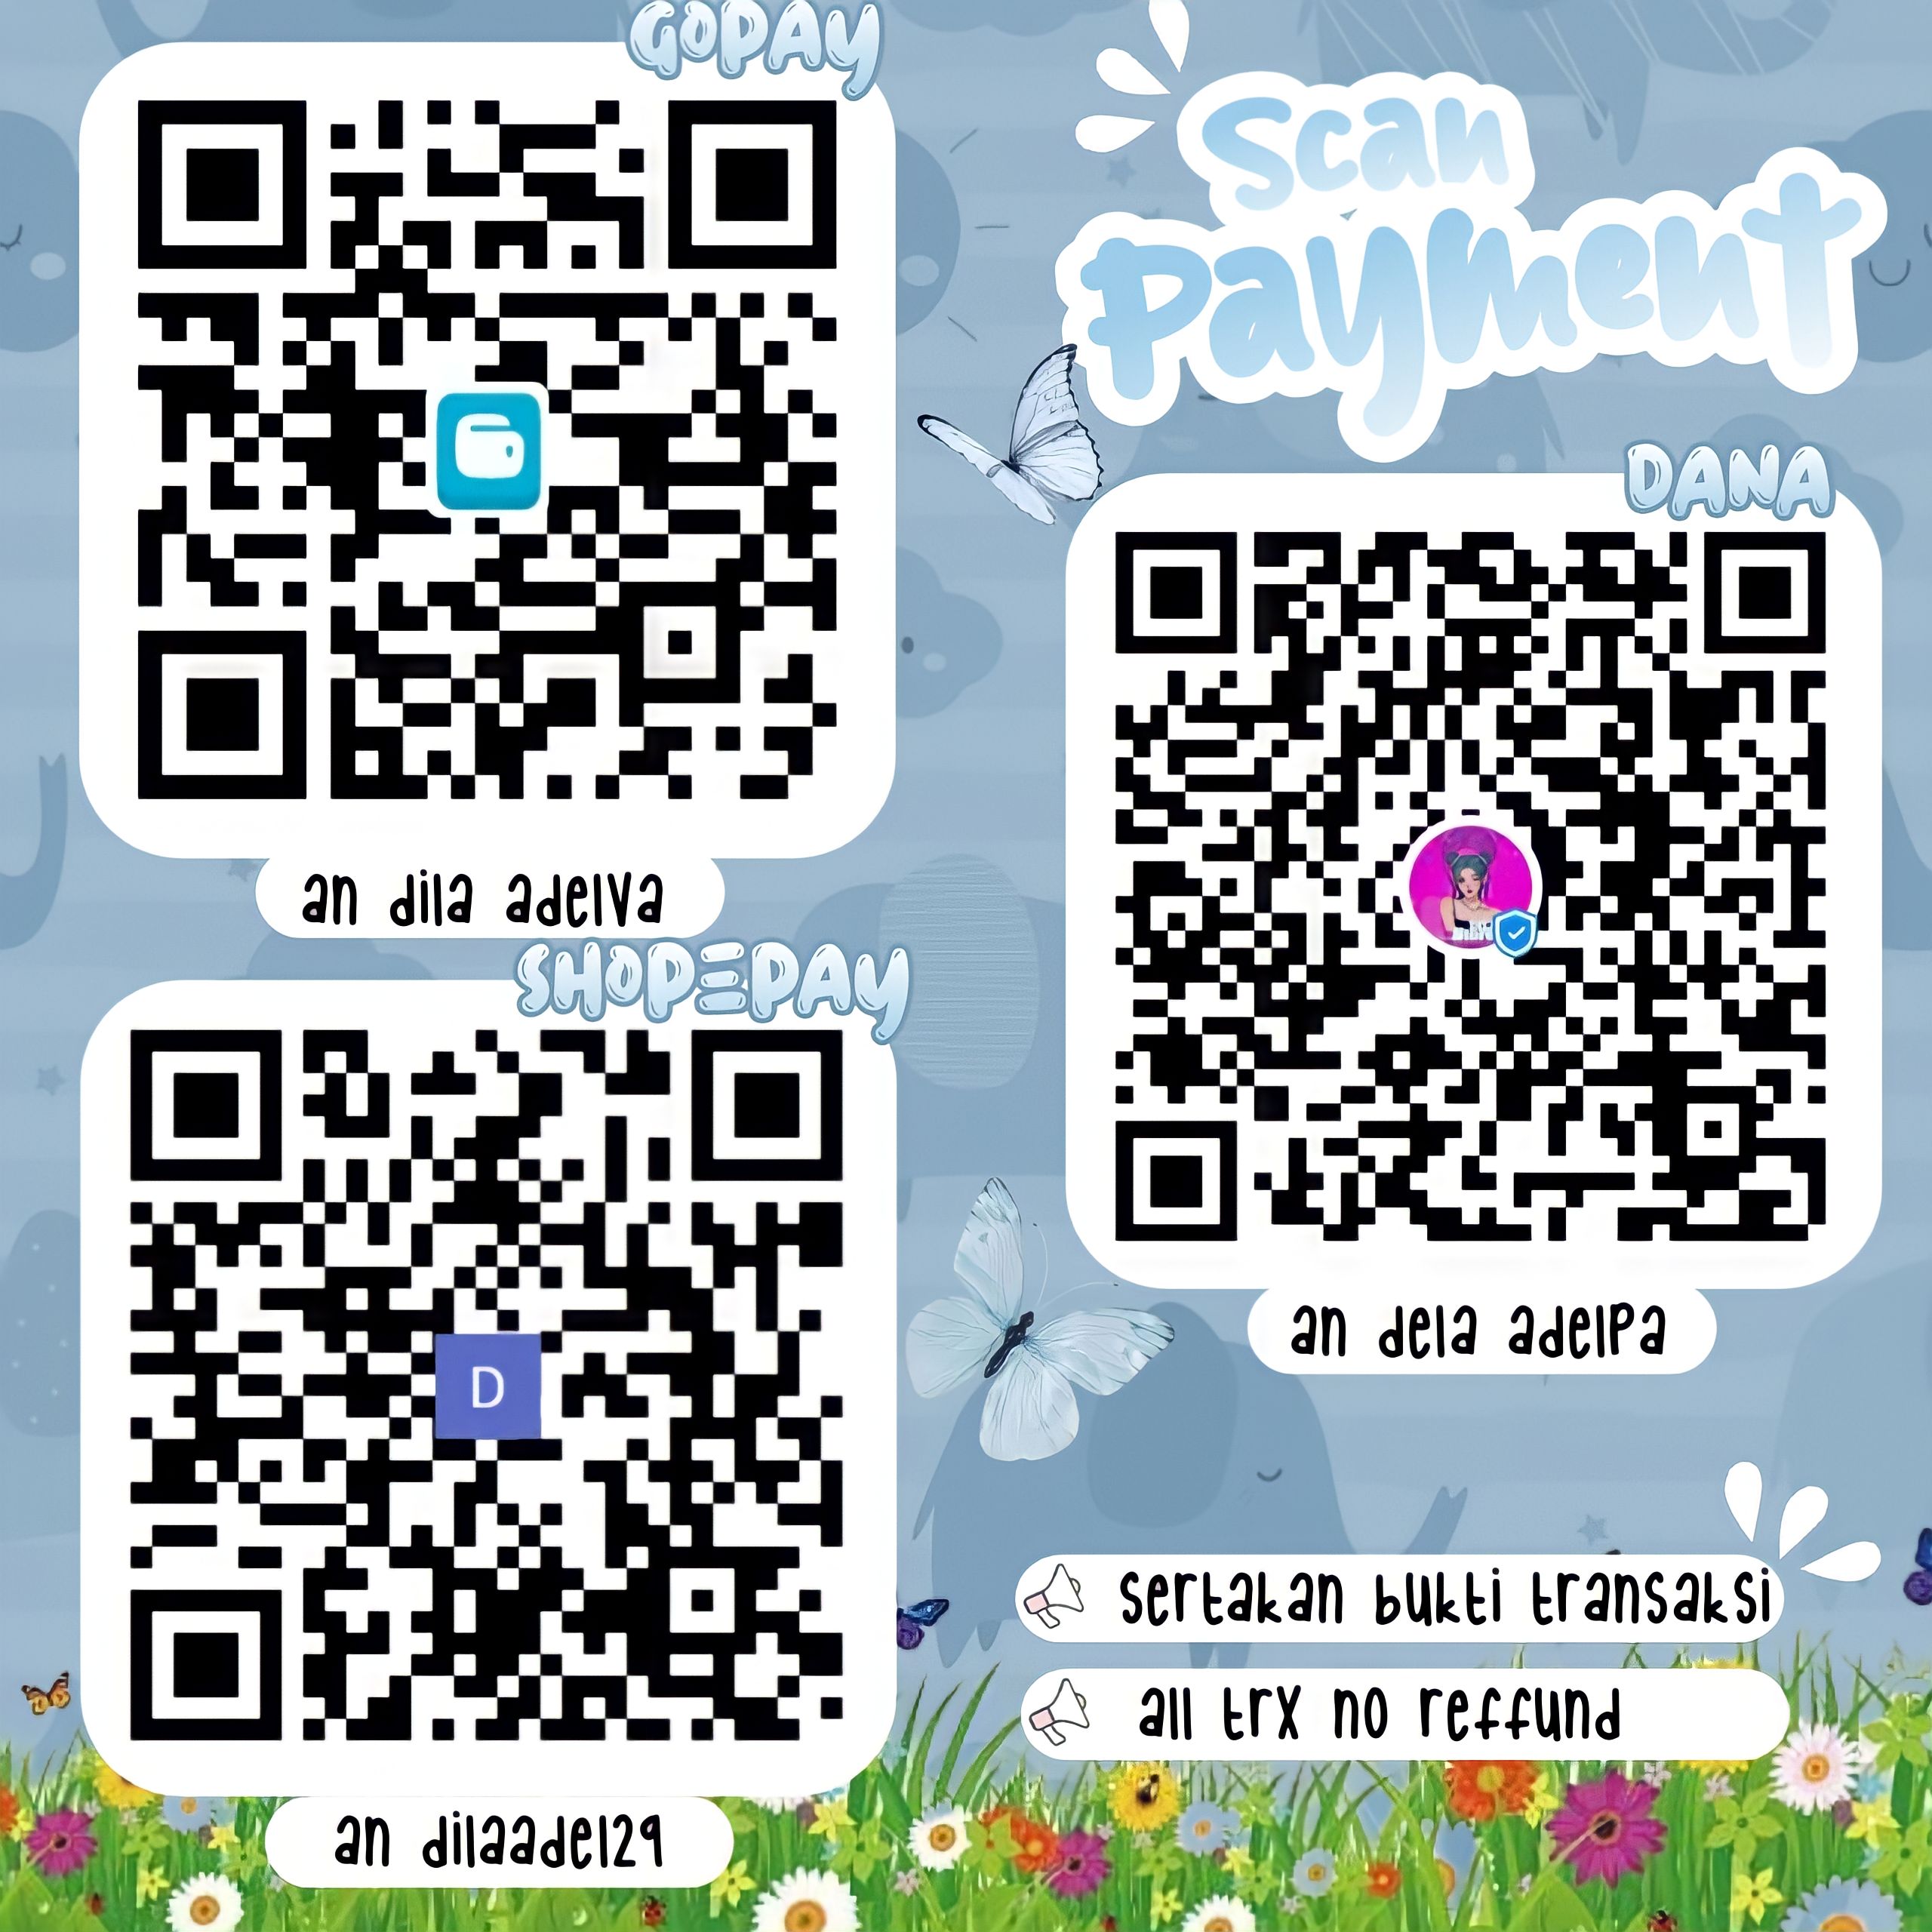 GOPAY
Scan
Payment
DANA
an dila adelva
SHOPEPAY
D
an dela adelpa
sertakan bukti transaksi
all trx no reffund
an dilaadel29